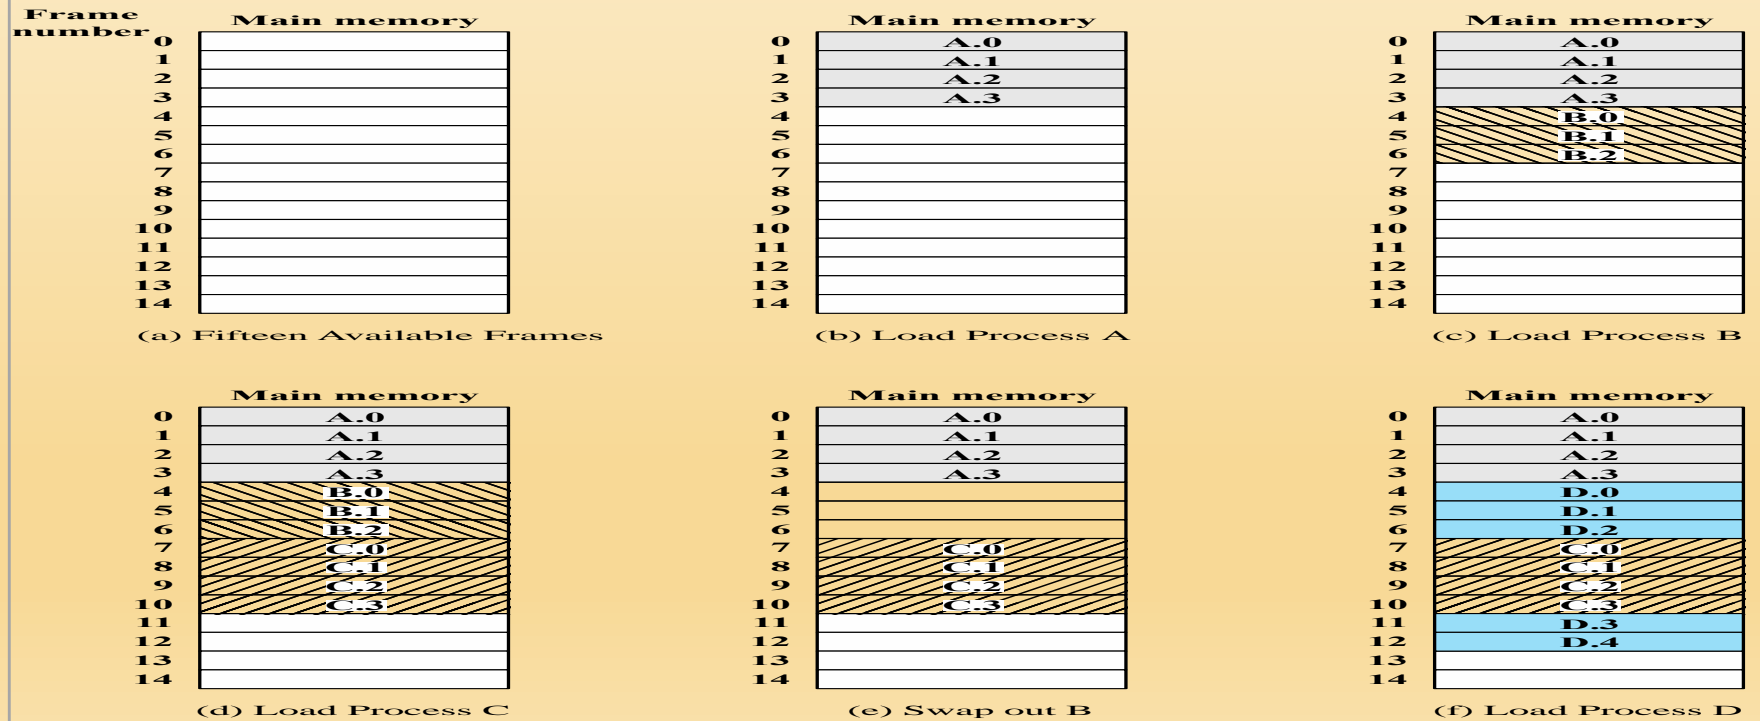 Frame
number
Main memory
0
1
2
3
4
5
6
7
8
9
10
11
12
13
14
(a) Fifteen Available Frames
Main memory
0 A.0
1 A.1
2 A.2
3 A.3
4
5
6
7
8
9
10
11
12
13
14
(b) Load Process A
Main memory
0 A.0
1 A.1
2 A.2
3 A.3
4 B.0
5 B.1
6 B.2
7
8
9
10
11
12
13
14
(c) Load Process B
Main memory
0 A.0
1 A.1
2 A.2
3 A.3
4 B.0
5 B.1
6 B.2
7 C.0
8 C.1
9 C.2
10 C.3
11
12
13
14
(d) Load Process C
Main memory
0 A.0
1 A.1
2 A.2
3 A.3
4
5
6
7 C.0
8 C.1
9 C.2
10 C.3
11
12
13
14
(e) Swap out B
Main memory
0 A.0
1 A.1
2 A.2
3 A.3
4 D.0
5 D.1
6 D.2
7 C.0
8 C.1
9 C.2
10 C.3
11 D.3
12 D.4
13
14
(f) Load Process D